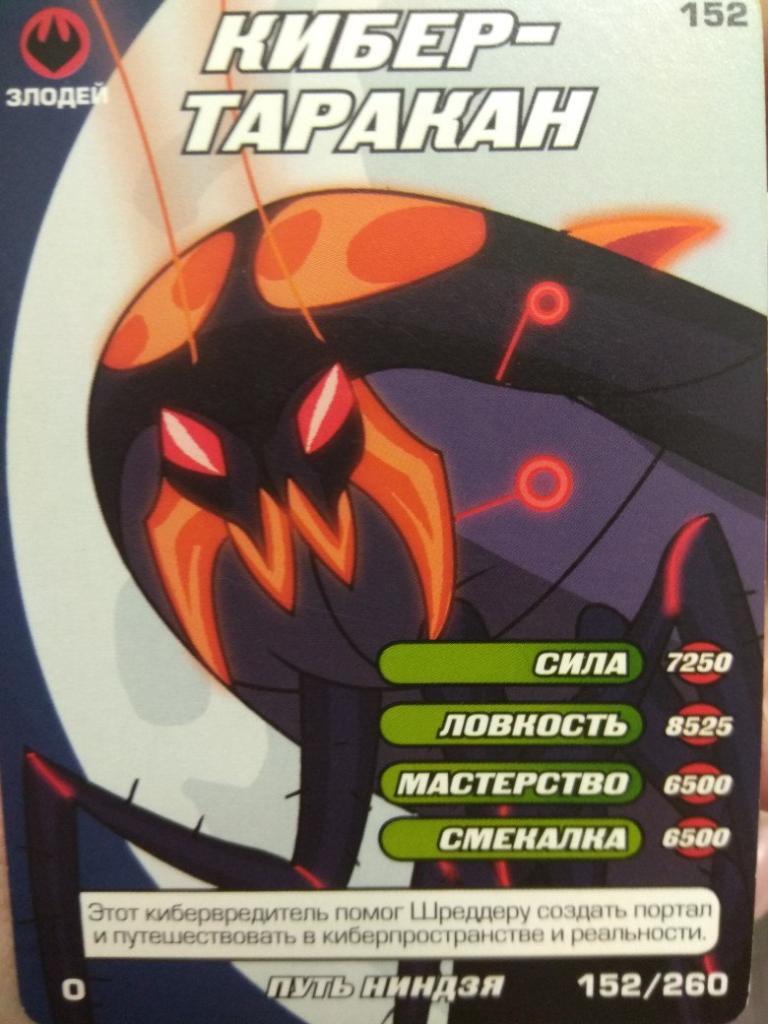 152
ЗЛОДЕЙ
КИБЕР-
ТАРАКАН
СИЛА 7250
ЛОВКОСТЬ 8525
МАСТЕРСТВО 6500
СМЕКАЛКА 6500
Этот кибервредитель помог Шреддеру создать портал
и путешествовать в киберпространстве и реальности.
0 ПУТЬ НИНДЗЯ 152/260